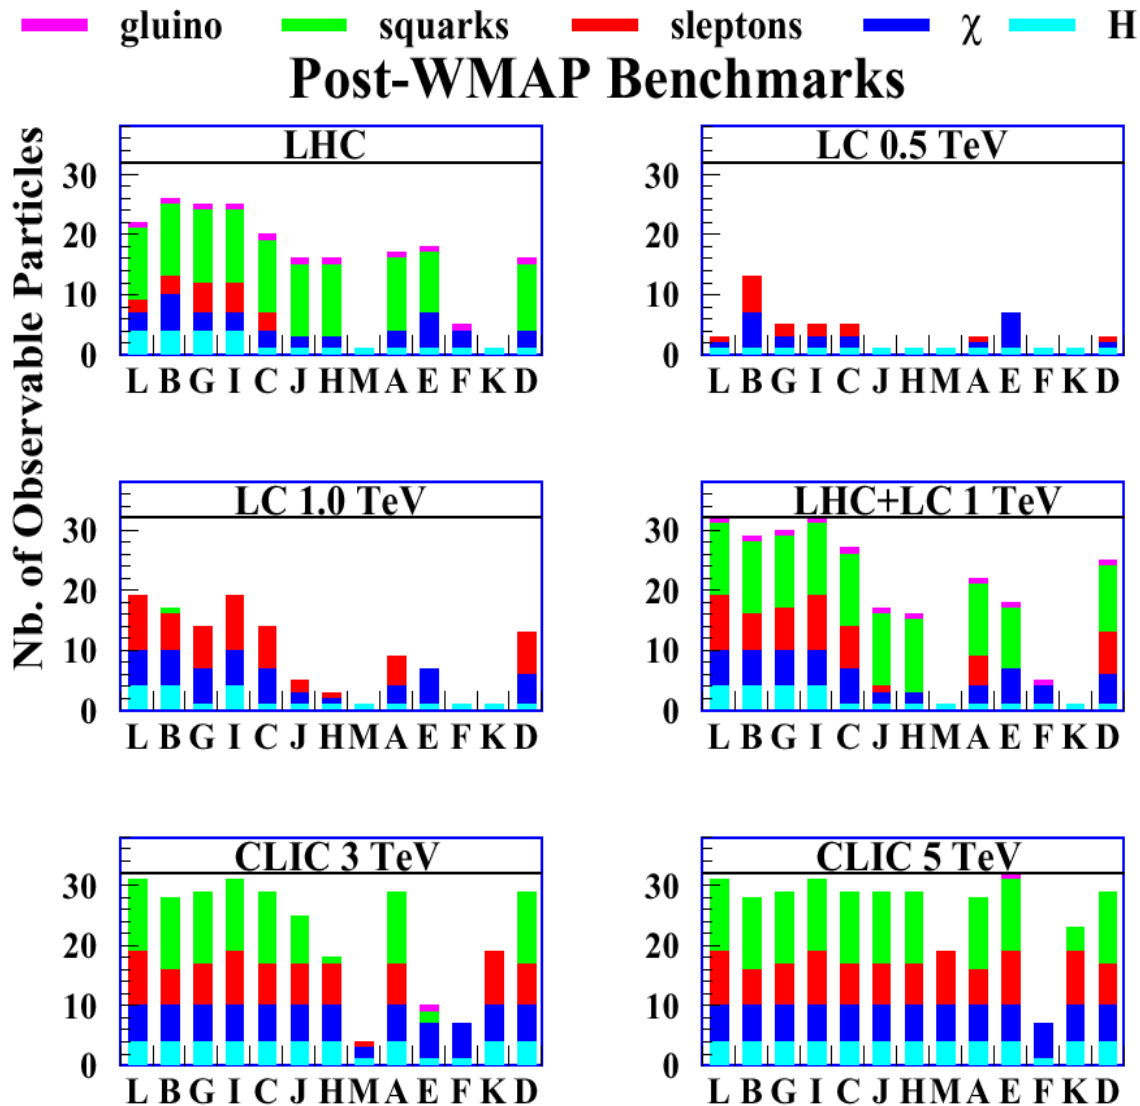 gluino squarks sleptons χ H
Post-WMAP Benchmarks
Nb. of Observable Particles
LHC
30
20
10
0
L B G I C J H M A E F K D
LC 0.5 TeV
30
20
10
0
L B G I C J H M A E F K D
LC 1.0 TeV
30
20
10
0
L B G I C J H M A E F K D
LHC+LC 1 TeV
30
20
10
0
L B G I C J H M A E F K D
CLIC 3 TeV
30
20
10
0
L B G I C J H M A E F K D
CLIC 5 TeV
30
20
10
0
L B G I C J H M A E F K D